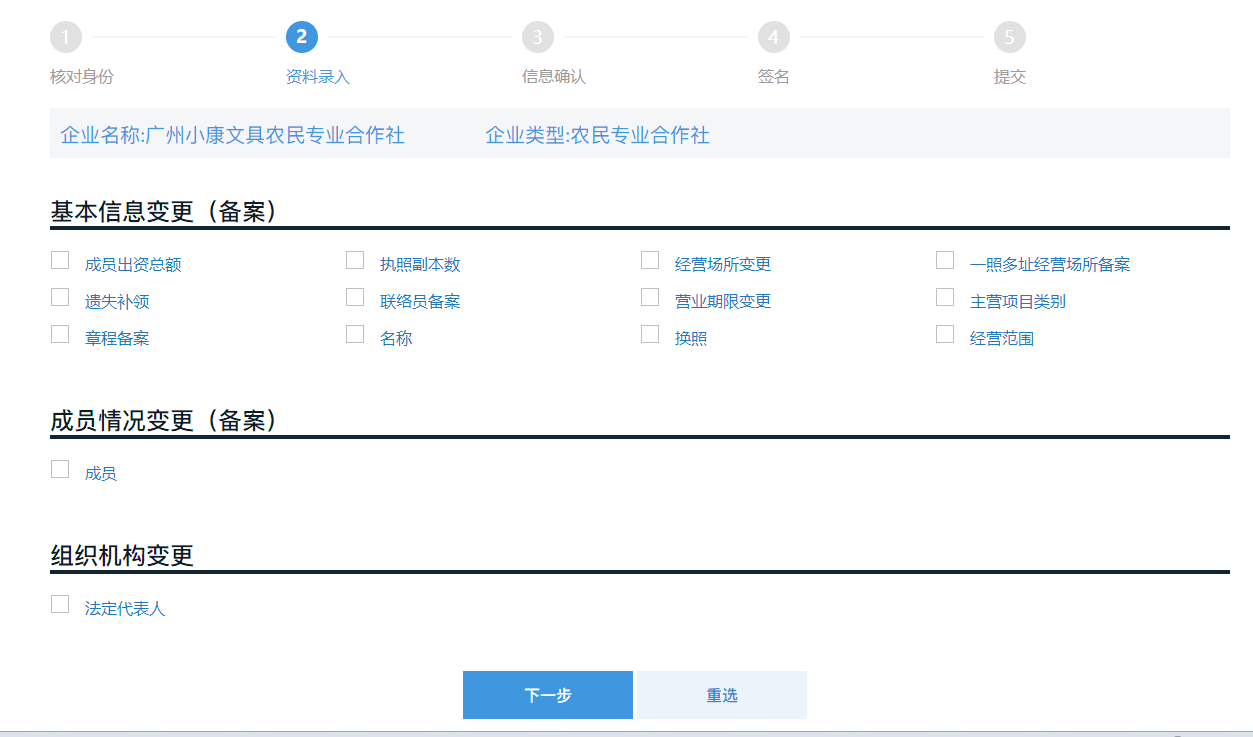 1 2 3 4 5
核对身份 资料录入 信息确认 签名 提交
企业名称:广州小康文具农民专业合作社 企业类型:农民专业合作社
基本信息变更（备案）
成员出资总额 执照副本数 经营场所变更 一照多址经营场所备案
遗失补领 联络员备案 营业期限变更 主营项目类别
章程备案 名称 换照 经营范围
成员情况变更（备案）
成员
组织机构变更
法定代表人
下一步 重选